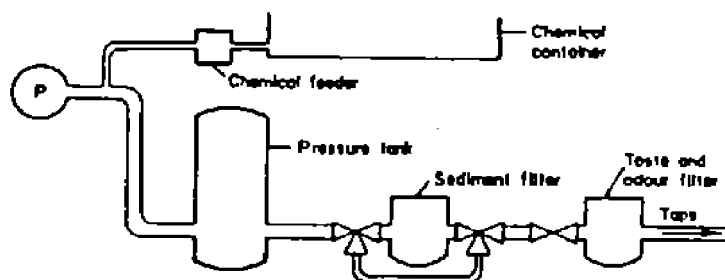 Chemical
container
P
Chemical feeder
Pressure tank
Sediment filter
Taste and
odour filter
Taps